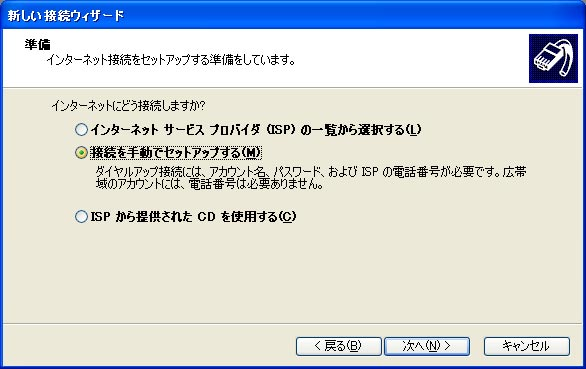 新しい接続ウィザード
準備
インターネット接続をセットアップする準備をしています。
インターネットにどう接続しますか?
インターネット サービス プロバイダ (ISP) の一覧から選択する(L)
接続を手動でセットアップする(M)
ダイヤルアップ接続には、アカウント名、パスワード、および ISP の電話番号が必要です。広帯
域のアカウントには、電話番号は必要ありません。
ISP から提供された CD を使用する(C)
< 戻る(B) 次へ(N) > キャンセル